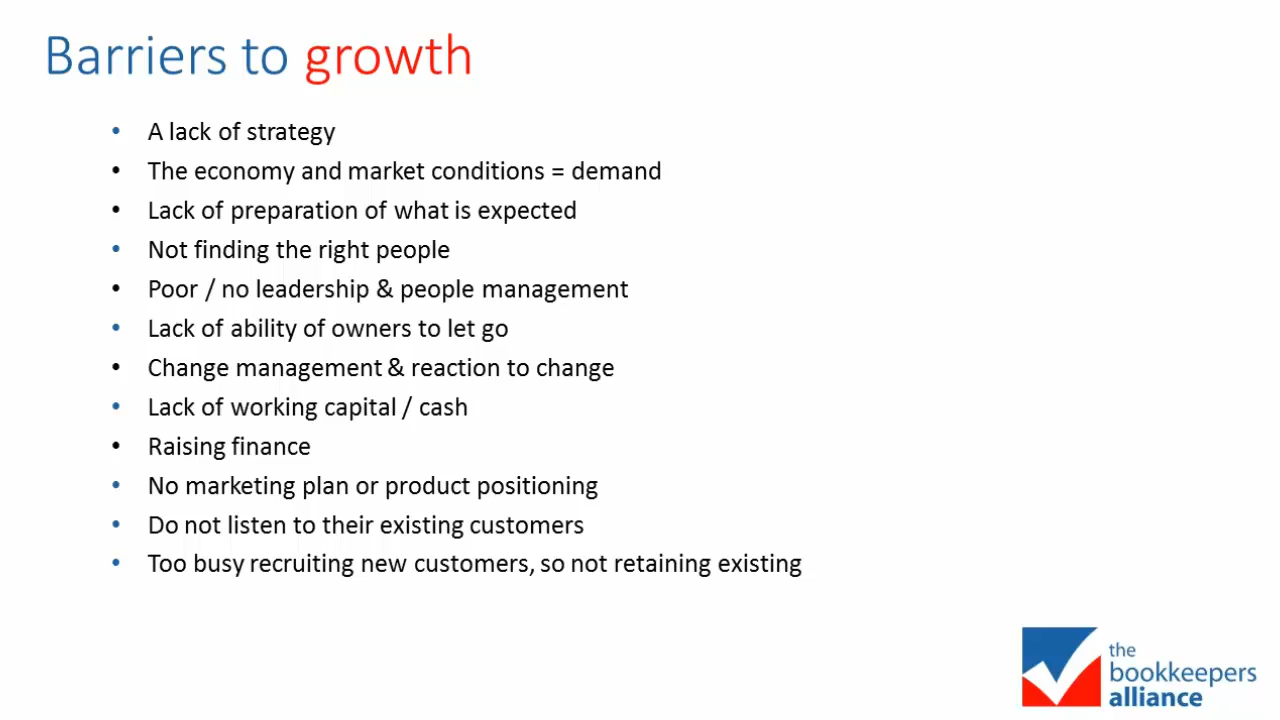 Barriers to growth
• A lack of strategy
• The economy and market conditions = demand
• Lack of preparation of what is expected
• Not finding the right people
• Poor / no leadership & people management
• Lack of ability of owners to let go
• Change management & reaction to change
• Lack of working capital / cash
• Raising finance
• No marketing plan or product positioning
• Do not listen to their existing customers
• Too busy recruiting new customers, so not retaining existing
the
bookkeepers
alliance